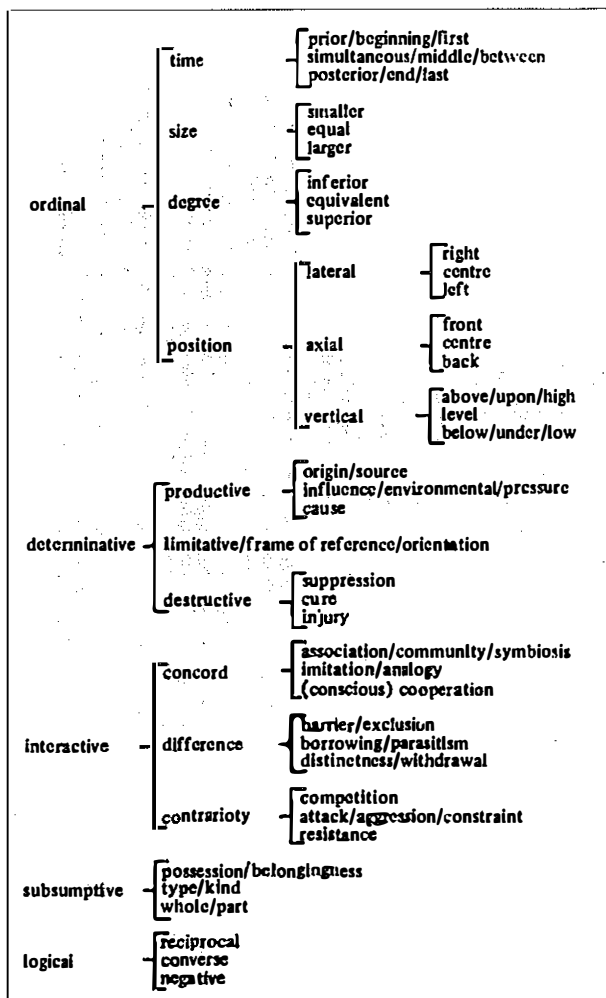 prior/beginning/first
time simultaneous/middle/between
posterior/end/last
smaller
size equal
larger
inferior
ordinal degree equivalent
superior
right
lateral centre
left
front
position axial centre
back
above/upon/high
vertical level
below/under/low
origin/source
productive influence/environmental/pressure
cause
determinative limitative/frame of reference/orientation
suppression
destructive cure
injury
association/community/symbiosis
concord imitation/analogy
(conscious) cooperation
barrier/exclusion
interactive difference borrowing/parasitism
distinctness/withdrawal
competition
contrarioty attack/aggression/constraint
resistance
possession/belongingness
subsumptive type/kind
whole/part
reciprocal
logical converse
negative